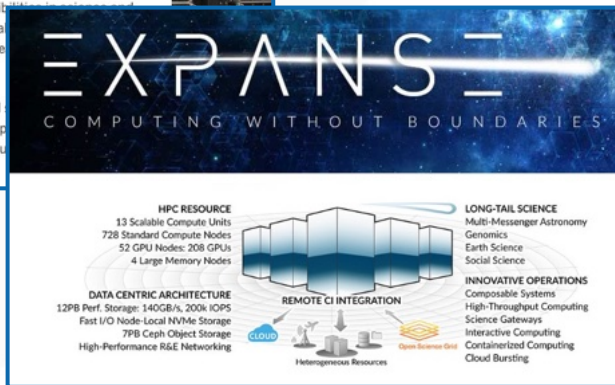 EXPANSE
COMPUTING WITHOUT BOUNDARIES
HPC RESOURCE
13 Scalable Compute Units
728 Standard Compute Nodes
52 GPU Nodes: 208 GPUs
4 Large Memory Nodes
DATA CENTRIC ARCHITECTURE
12PB Perf. Storage: 140GB/s, 200k IOPS
Fast I/O Node-Local NVMe Storage
7PB Ceph Object Storage
High-Performance R&E Networking
REMOTE CI INTEGRATION
CLOUD
Heterogeneous Resources
Open Science Grid
LONG-TAIL SCIENCE
Multi-Messenger Astronomy
Genomics
Earth Science
Social Science
INNOVATIVE OPERATIONS
Composable Systems
High-Throughput Computing
Science Gateways
Interactive Computing
Containerized Computing
Cloud Bursting